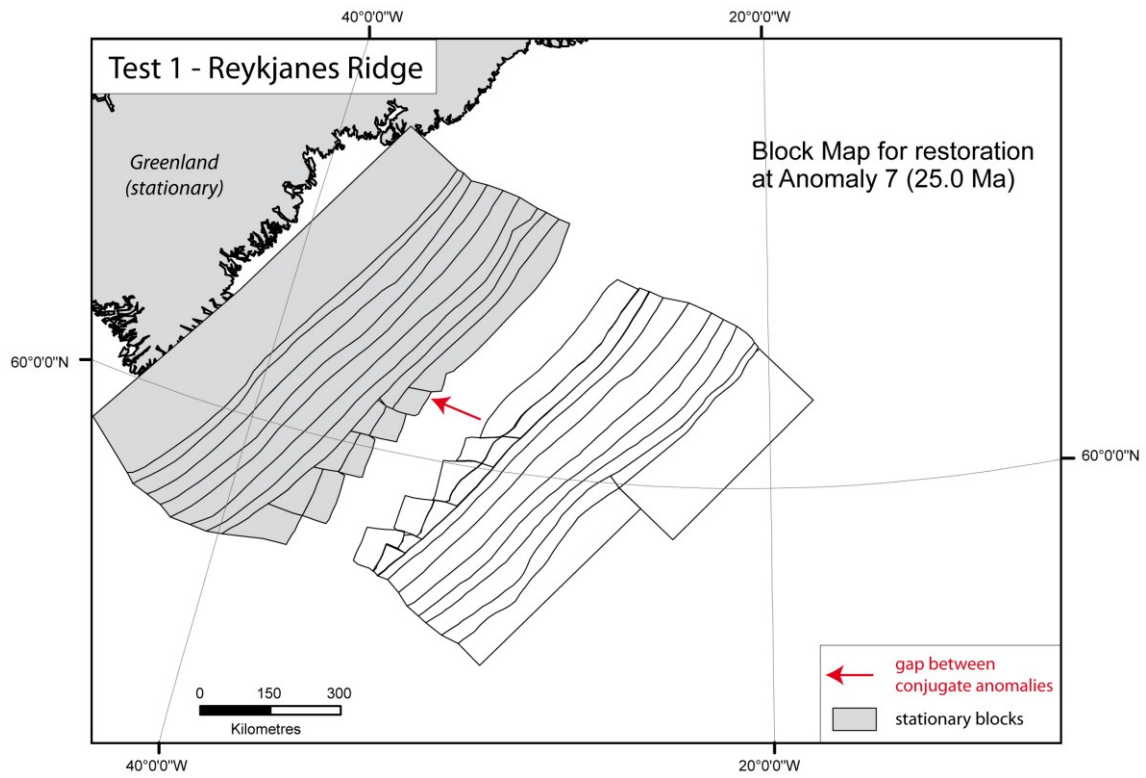 40°0'0"W
20°0'0"W
Test 1 - Reykjanes Ridge
Greenland
(stationary)
Block Map for restoration
at Anomaly 7 (25.0 Ma)
60°0'0"N
60°0'0"N
0 150 300
Kilometres
gap between
conjugate anomalies
stationary blocks
40°0'0"W
20°0'0"W